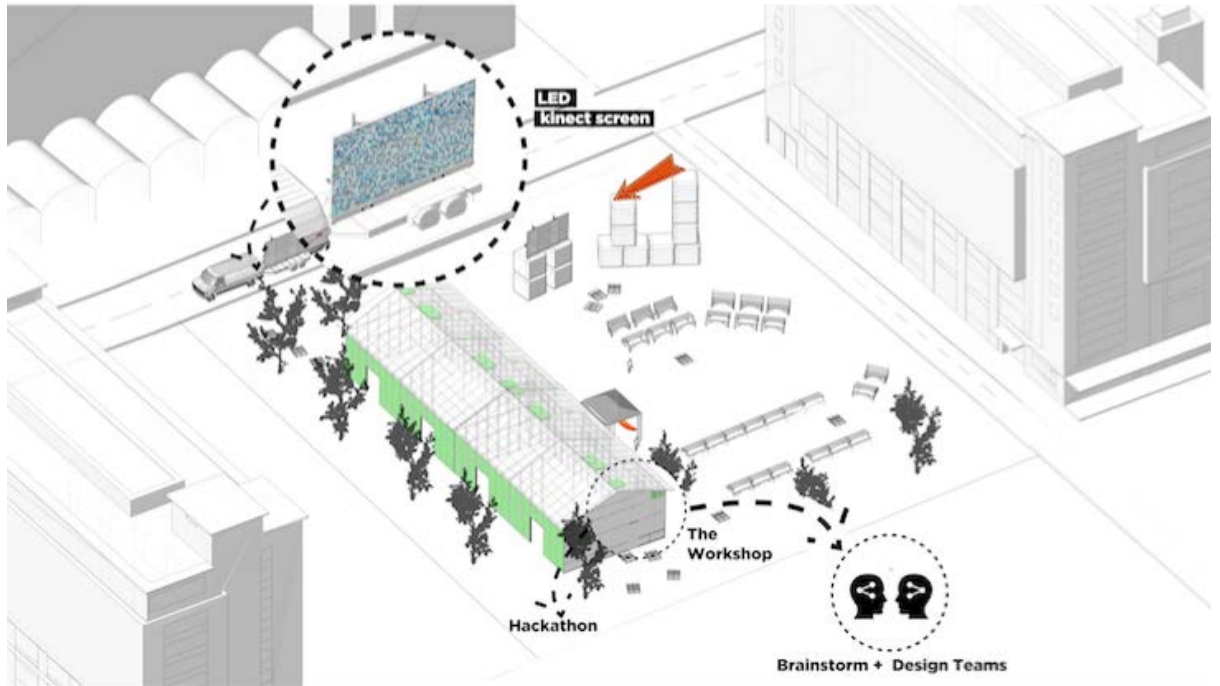 LED
kinect screen
The
Workshop
Hackathon
Brainstorm + Design Teams